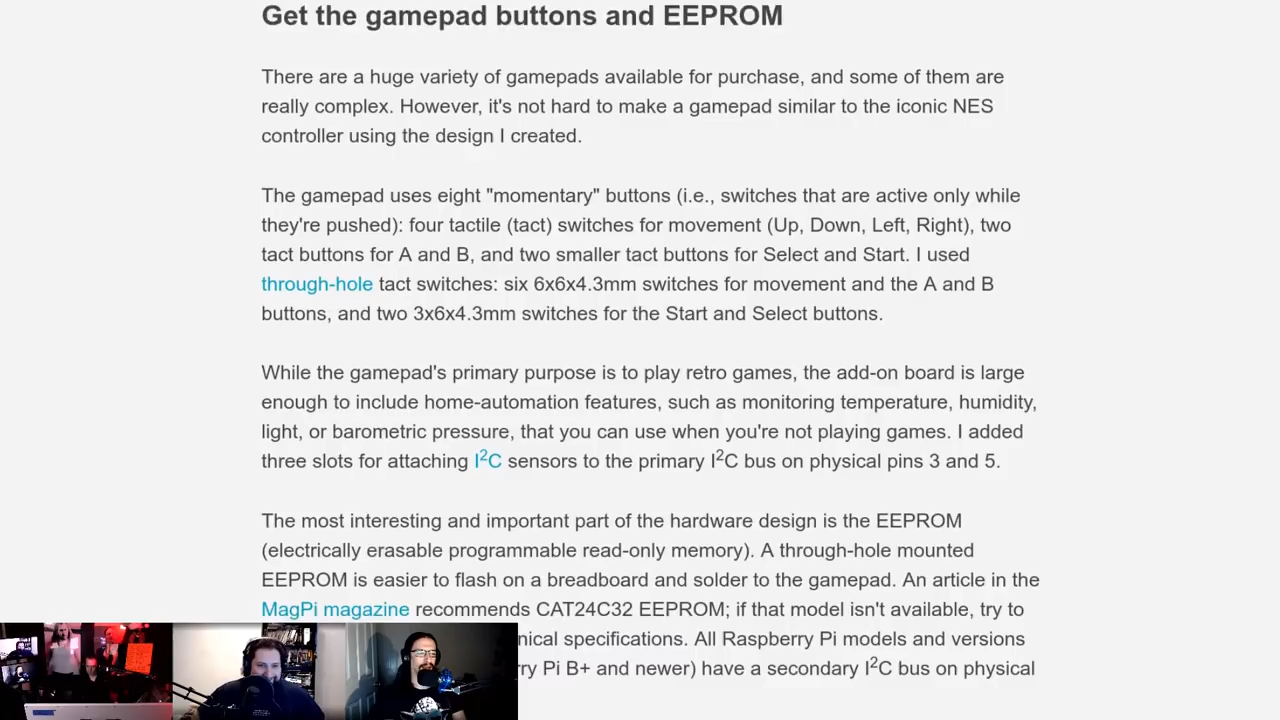 Get the gamepad buttons and EEPROM
There are a huge variety of gamepads available for purchase, and some of them are
really complex. However, it's not hard to make a gamepad similar to the iconic NES
controller using the design I created.
The gamepad uses eight "momentary" buttons (i.e., switches that are active only while
they're pushed): four tactile (tact) switches for movement (Up, Down, Left, Right), two
tact buttons for A and B, and two smaller tact buttons for Select and Start. I used
through-hole tact switches: six 6x6x4.3mm switches for movement and the A and B
buttons, and two 3x6x4.3mm switches for the Start and Select buttons.
While the gamepad's primary purpose is to play retro games, the add-on board is large
enough to include home-automation features, such as monitoring temperature, humidity,
light, or barometric pressure, that you can use when you're not playing games. I added
three slots for attaching I²C sensors to the primary I²C bus on physical pins 3 and 5.
The most interesting and important part of the hardware design is the EEPROM
(electrically erasable programmable read-only memory). A through-hole mounted
EEPROM is easier to flash on a breadboard and solder to the gamepad. An article in the
MagPi magazine recommends CAT24C32 EEPROM; if that model isn't available, try to
nical specifications. All Raspberry Pi models and versions
ry Pi B+ and newer) have a secondary I²C bus on physical